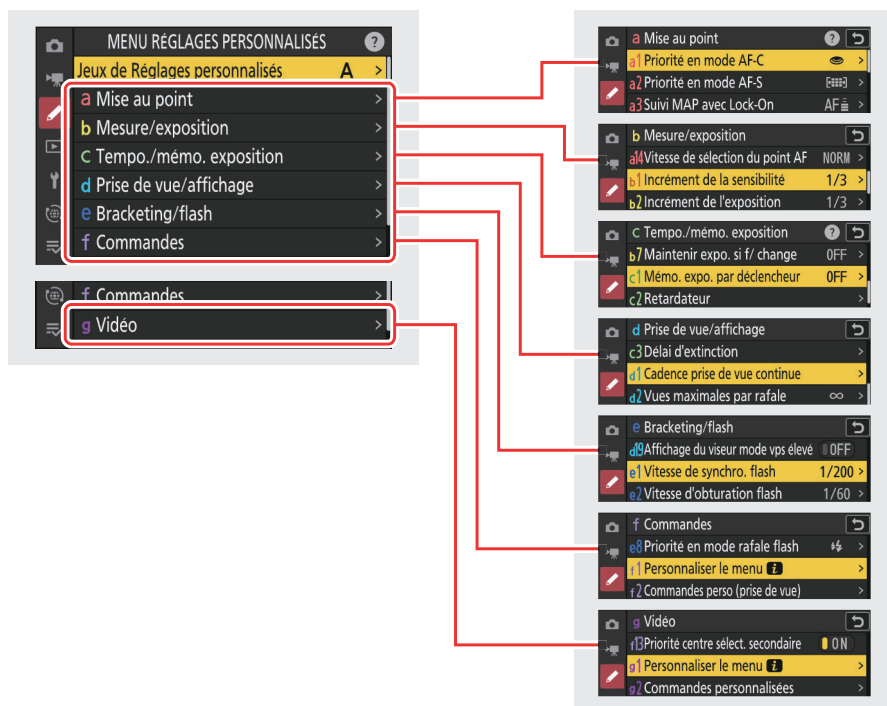 MENU RÉGLAGES PERSONNALISÉS ?
Jeux de Réglages personnalisés A >
a Mise au point >
b Mesure/exposition >
c Tempo./mémo. exposition >
d Prise de vue/affichage >
e Bracketing/flash >
f Commandes >
f Commandes >
g Vidéo >
a Mise au point ?
a1 Priorité en mode AF-C >
a2 Priorité en mode AF-S >
a3 Suivi MAP avec Lock-On AF >
b Mesure/exposition
a14 Vitesse de sélection du point AF NORM >
b1 Incrément de la sensibilité 1/3 >
b2 Incrément de l'exposition 1/3 >
c Tempo./mémo. exposition ?
b7 Maintenir expo. si f/ change OFF >
c1 Mémo. expo. par déclencheur OFF >
c2 Retardateur >
d Prise de vue/affichage
c3 Délai d'extinction >
d1 Cadence prise de vue continue >
d2 Vues maximales par rafale ∞ >
e Bracketing/flash
d19 Affichage du viseur mode vps élevé OFF
e1 Vitesse de synchro. flash 1/200 >
e2 Vitesse d'obturation flash 1/60 >
f Commandes
e8 Priorité en mode rafale flash >
f1 Personnaliser le menu i >
f2 Commandes perso (prise de vue) >
g Vidéo
f13 Priorité centre sélect. secondaire ON
g1 Personnaliser le menu i >
g2 Commandes personnalisées >